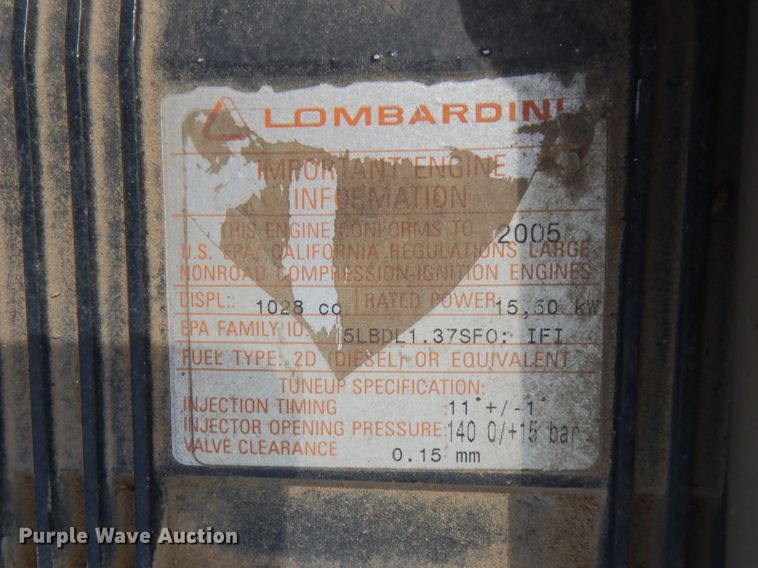 LOMBARDINI
IMPORTANT ENGINE
INFORMATION
THIS ENGINE CONFORMS TO 2005
U.S. EPA/ CALIFORNIA REGULATIONS LARGE
NONROAD COMPRESSION-IGNITION ENGINES
DISPL.: 1028 cc RATED POWER 15,50 kW
EPA FAMILY ID: 5LBDL1.37SFO: IFI
FUEL TYPE: 2D (DIESEL) OR EQUIVALENT
TUNEUP SPECIFICATION:
INJECTION TIMING :11°+/-1°
INJECTOR OPENING PRESSURE:140 0/+15 bar
VALVE CLEARANCE 0.15 mm
Purple Wave Auction